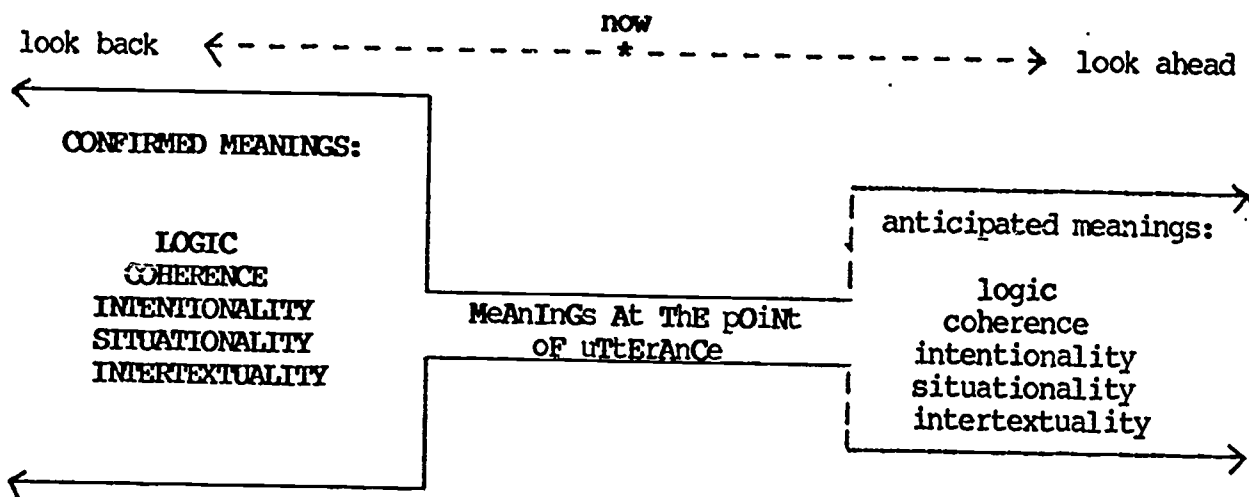 now
look back
*
look ahead
CONFIRMED MEANINGS:
LOGIC
COHERENCE
INTENTIONALITY
SITUATIONALITY
INTERTEXTUALITY
MeAnInGs At ThE pOiNt
oF uTtErAnCe
anticipated meanings:
logic
coherence
intentionality
situationality
intertextuality